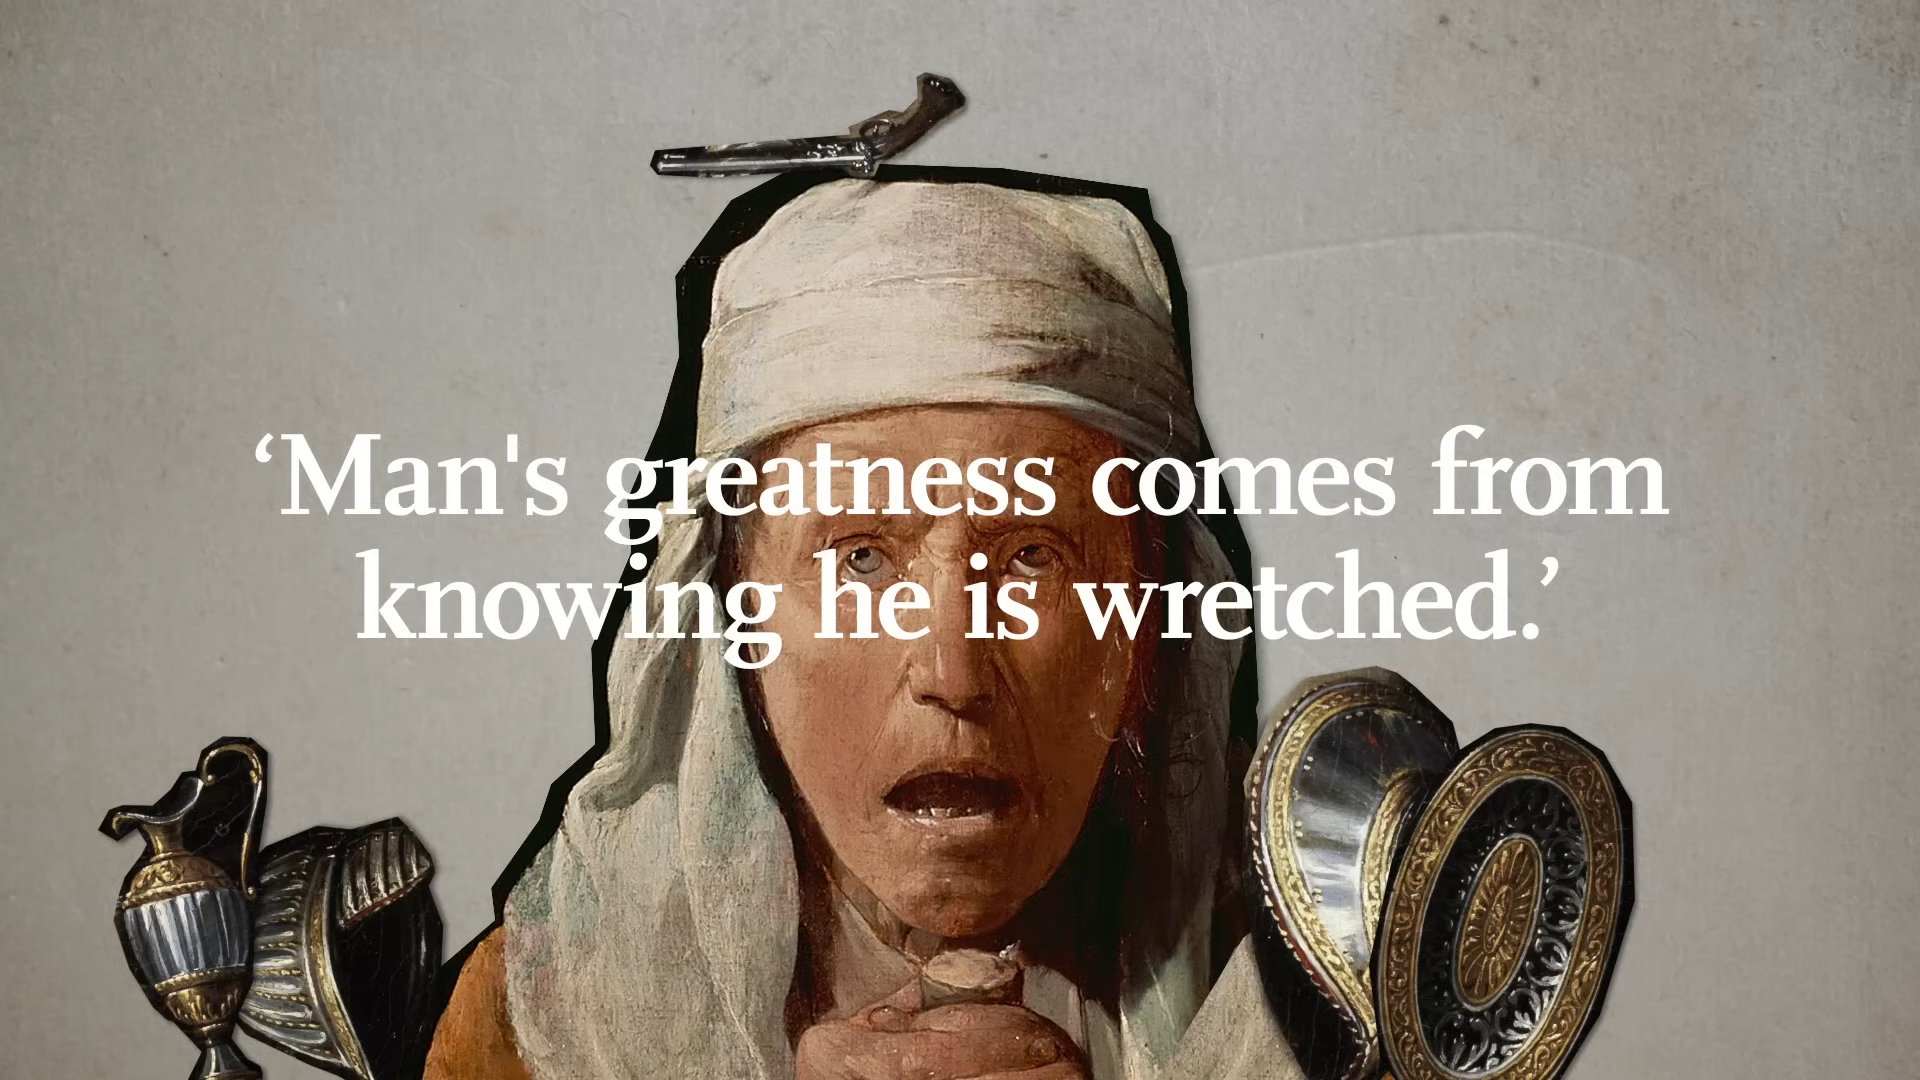 ‘Man's greatness comes from
knowing he is wretched.’